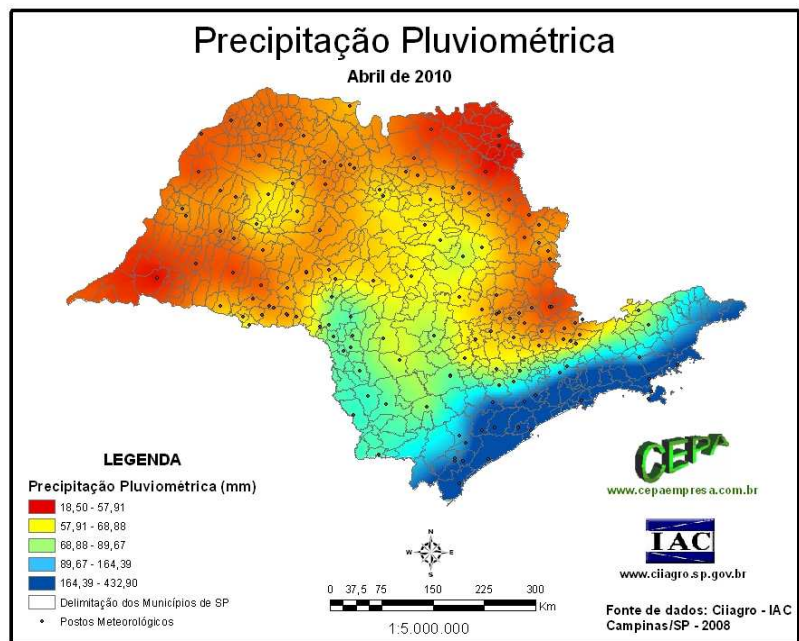 Precipitação Pluviométrica
Abril de 2010
LEGENDA
Precipitação Pluviométrica (mm)
18,50 - 57,91
57,91 - 68,88
68,88 - 89,67
89,67 - 164,39
164,39 - 432,90
Delimitação dos Municípios de SP
Postos Meteorológicos
N
W E
S
0 37,5 75 150 225 300
Km
1:5.000.000
CEPA
www.cepaempresa.com.br
IAC
www.ciiagro.sp.gov.br
Fonte de dados: Ciiagro - IAC
Campinas/SP - 2008